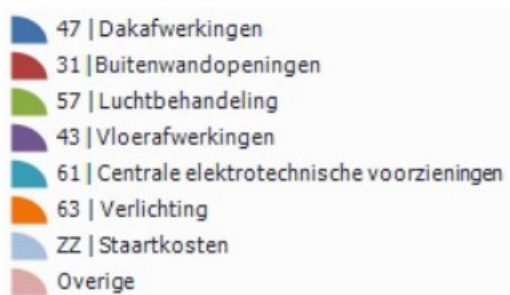 47 | Dakafwerkingen
31 | Buitenwandopeningen
57 | Luchtbehandeling
43 | Vloerafwerkingen
61 | Centrale elektrotechnische voorzieningen
63 | Verlichting
ZZ | Staartkosten
Overige